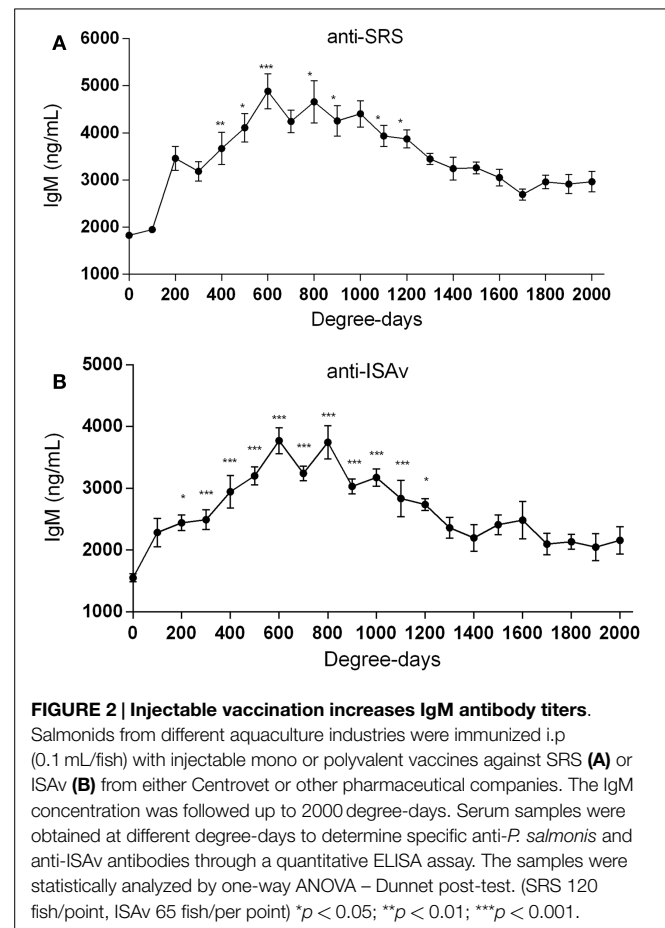 A
anti-SRS
6000
5000
4000
3000
2000
1000
IgM (ng/mL)
** * *** * * * *
0 200 400 600 800 1000 1200 1400 1600 1800 2000
Degree-days
B
anti-ISAv
5000
4000
3000
2000
1000
IgM (ng/mL)
* *** *** *** *** *** *** *** *** *** *
0 200 400 600 800 1000 1200 1400 1600 1800 2000
Degree-days
FIGURE 2 | Injectable vaccination increases IgM antibody titers.
Salmonids from different aquaculture industries were immunized i.p
(0.1 mL/fish) with injectable mono or polyvalent vaccines against SRS (A) or
ISAv (B) from either Centrovet or other pharmaceutical companies. The IgM
concentration was followed up to 2000 degree-days. Serum samples were
obtained at different degree-days to determine specific anti-P. salmonis and
anti-ISAv antibodies through a quantitative ELISA assay. The samples were
statistically analyzed by one-way ANOVA – Dunnet post-test. (SRS 120
fish/point, ISAv 65 fish/per point) *p < 0.05; **p < 0.01; ***p < 0.001.